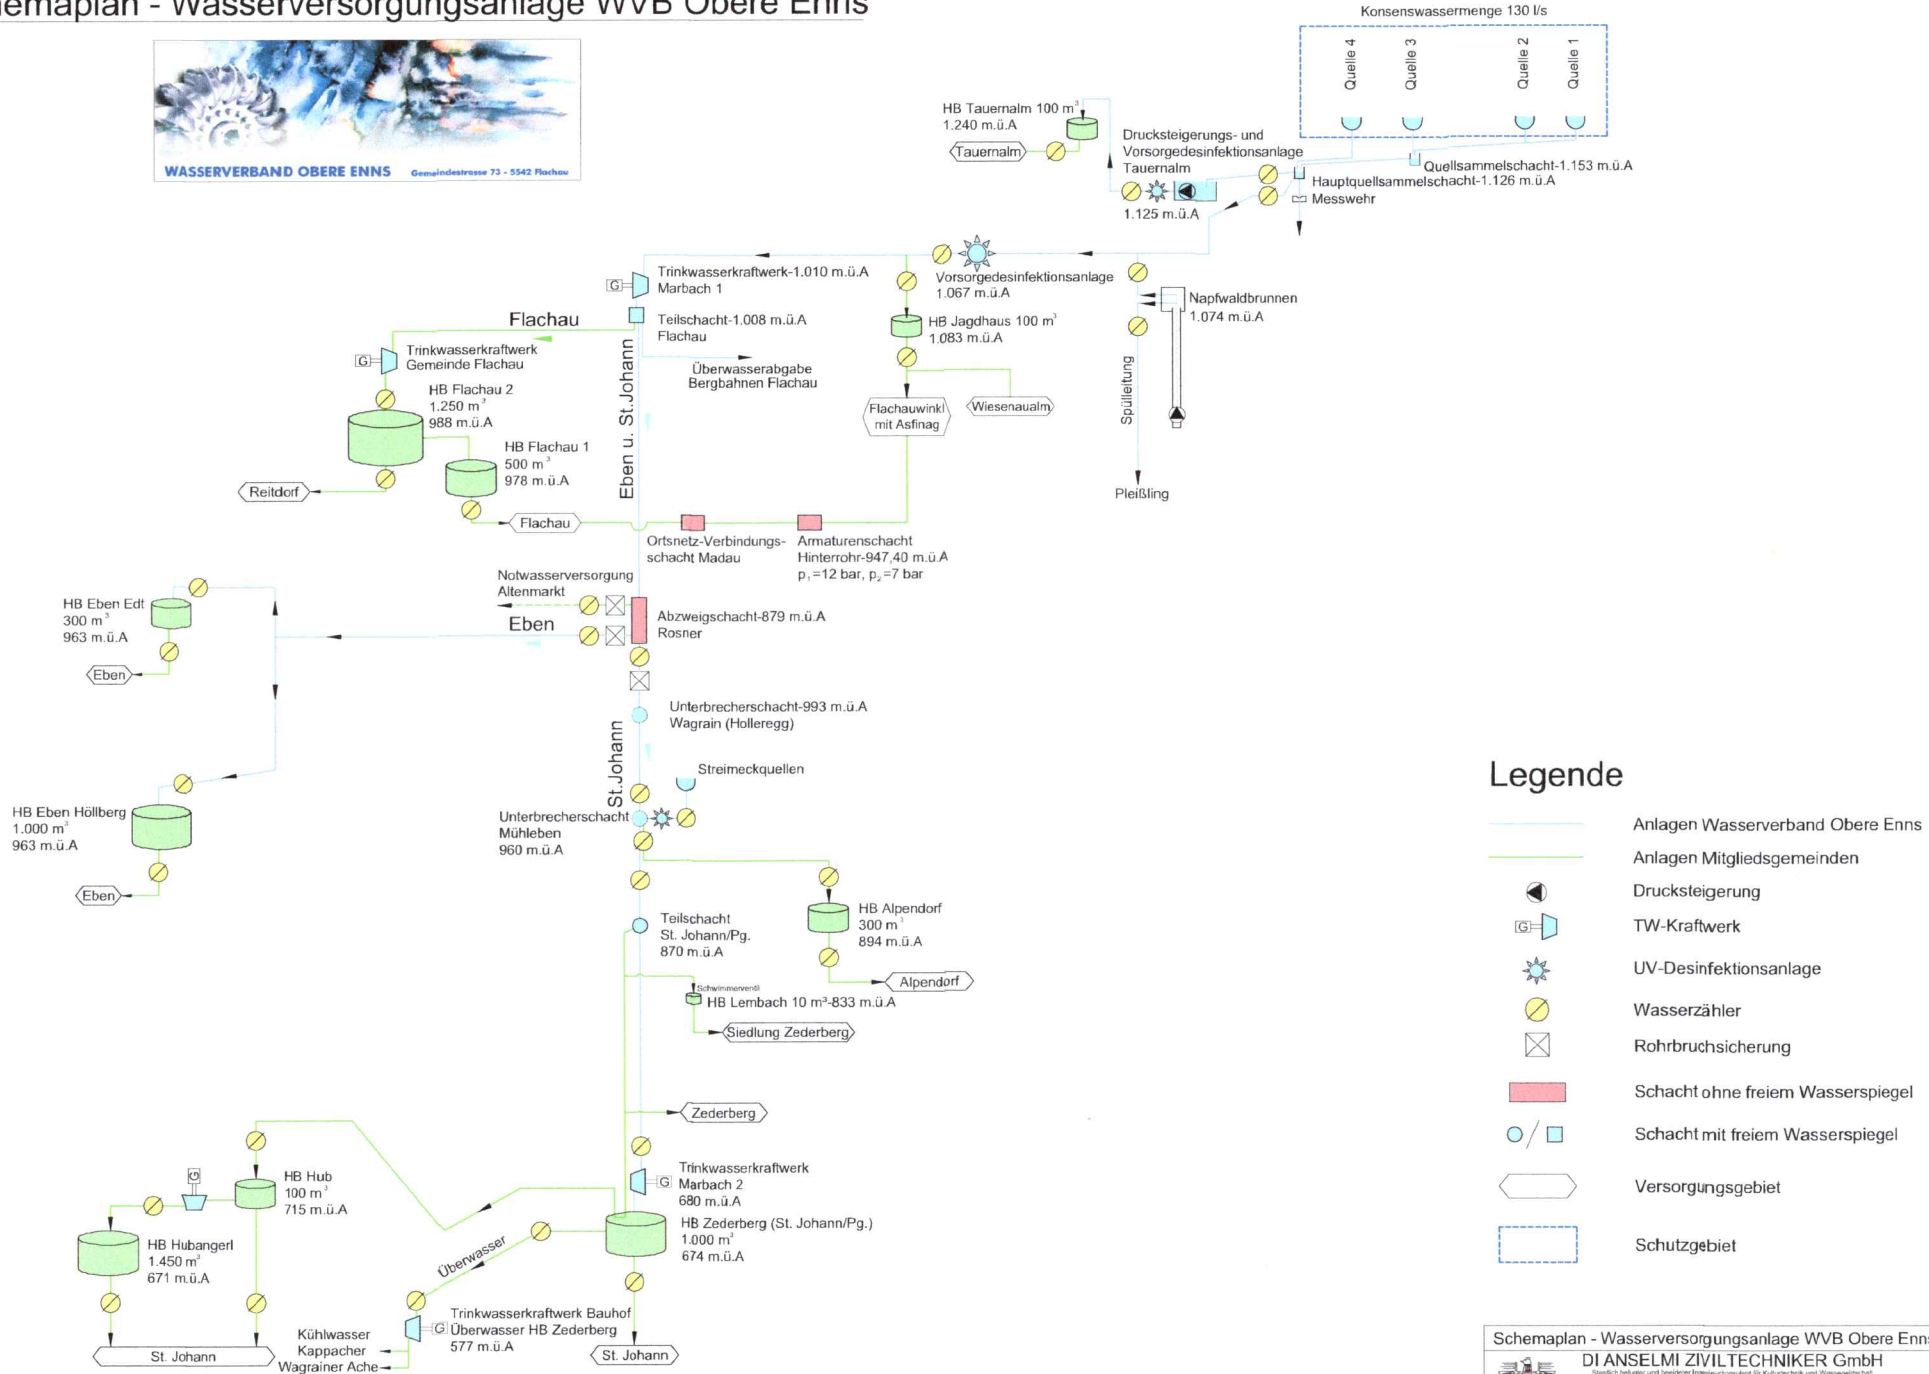 Schemaplan - Wasserversorgungsanlage WVB Obere Enns
WASSERVERBAND OBERE ENNS Gemeindestrasse 73 - 5542 Flachau
Konsenswassermenge 130 l/s
Quelle 4
Quelle 3
Quelle 2
Quelle 1
HB Tauernalm 100 m³
1.240 m.ü.A
Tauernalm
Drucksteigerungs- und
Vorsorgedesinfektionsanlage
Tauernalm
1.125 m.ü.A
Quellsammelschacht-1.153 m.ü.A
Hauptquellsammelschacht-1.126 m.ü.A
Messwehr
Trinkwasserkraftwerk-1.010 m.ü.A
Marbach 1
G
Vorsorgedesinfektionsanlage
1.067 m.ü.A
Napfwaldbrunnen
1.074 m.ü.A
Teilschacht-1.008 m.ü.A
Flachau
HB Jagdhaus 100 m³
1.083 m.ü.A
Flachau
G
Trinkwasserkraftwerk
Gemeinde Flachau
Überwasserabgabe
Bergbahnen Flachau
Eben u. St.Johann
Spülleitung
HB Flachau 2
1.250 m³
988 m.ü.A
Flachauwinkl
mit Asfinag
Wiesenaualm
HB Flachau 1
500 m³
978 m.ü.A
Reitdorf
Pleißling
Flachau
Ortsnetz-Verbindungs-
schacht Madau
Armaturenschacht
Hinterrohr-947,40 m.ü.A
p₁=12 bar, p₂=7 bar
Notwasserversorgung
Altenmarkt
HB Eben Edt
300 m³
963 m.ü.A
Eben
Abzweigschacht-879 m.ü.A
Rosner
Eben
Unterbrecherschacht-993 m.ü.A
Wagrain (Holleregg)
St.Johann
Streimeckquellen
HB Eben Höllberg
1.000 m³
963 m.ü.A
Unterbrecherschacht
Mühleben
960 m.ü.A
Eben
Teilschacht
St. Johann/Pg.
870 m.ü.A
HB Alpendorf
300 m³
894 m.ü.A
Alpendorf
Schwimmerventil
HB Lembach 10 m³-833 m.ü.A
Siedlung Zederberg
Zederberg
Trinkwasserkraftwerk
Marbach 2
680 m.ü.A
G
G
HB Hub
100 m³
715 m.ü.A
HB Zederberg (St. Johann/Pg.)
1.000 m³
674 m.ü.A
HB Hubangerl
1.450 m³
671 m.ü.A
Überwasser
G
Trinkwasserkraftwerk Bauhof
Überwasser HB Zederberg
577 m.ü.A
Kühlwasser
Kappacher
Wagrainer Ache
St. Johann
St. Johann
Legende
Anlagen Wasserverband Obere Enns
Anlagen Mitgliedsgemeinden
Drucksteigerung
G
TW-Kraftwerk
UV-Desinfektionsanlage
Wasserzähler
Rohrbruchsicherung
Schacht ohne freiem Wasserspiegel
Schacht mit freiem Wasserspiegel
Versorgungsgebiet
Schutzgebiet
Schemaplan - Wasserversorgungsanlage WVB Obere Enns
DI ANSELMI ZIVILTECHNIKER GmbH